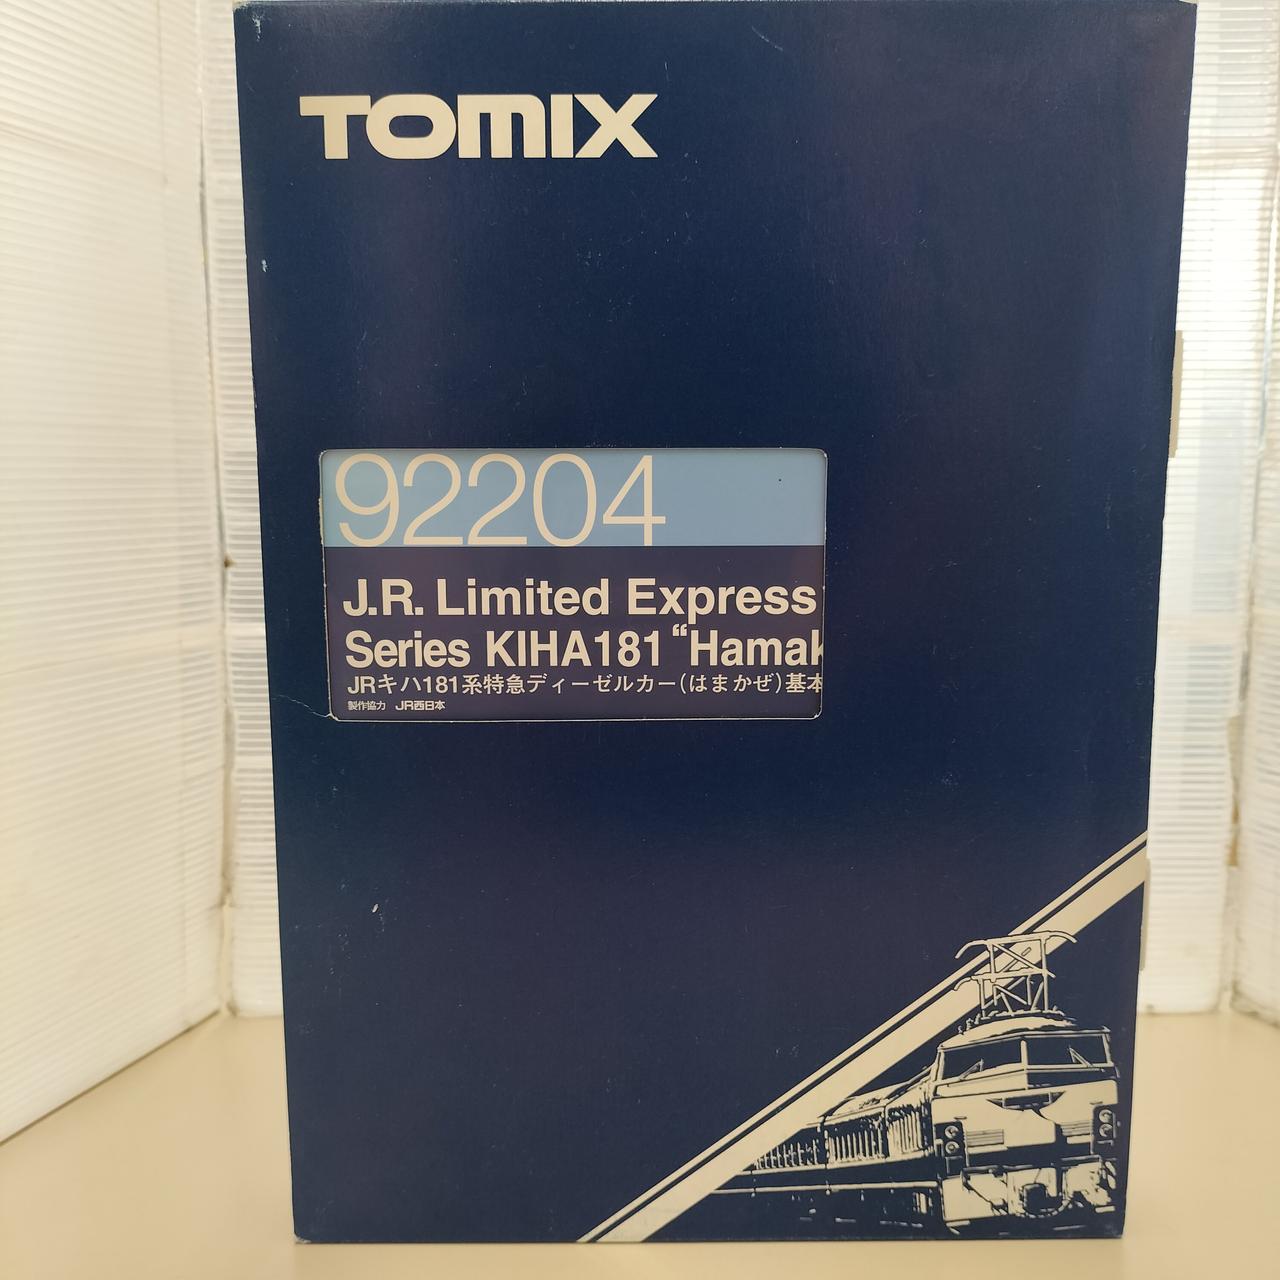 TOMIX
92204
J.R. Limited Express
Series KIHA181 “Hamak
JRキハ181系特急ディーゼルカー(はまかぜ)基本
製作協力 JR西日本